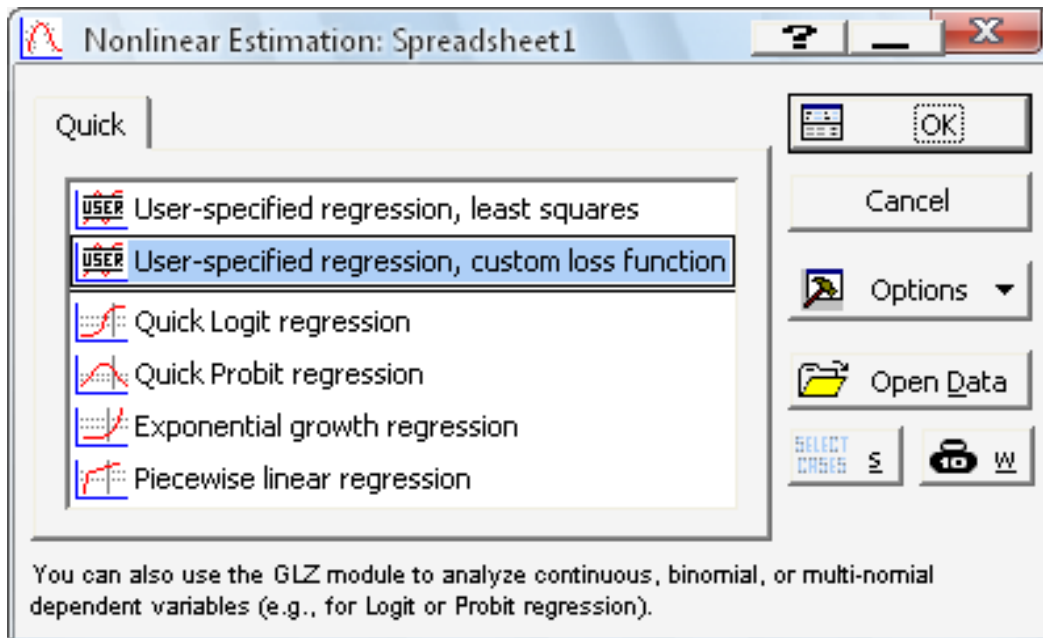 Nonlinear Estimation: Spreadsheet1
?
X
Quick
OK
USER User-specified regression, least squares
Cancel
USER User-specified regression, custom loss function
Options
Quick Logit regression
Quick Probit regression
Open Data
Exponential growth regression
SELECT CASES S
10 W
Piecewise linear regression
You can also use the GLZ module to analyze continuous, binomial, or multi-nomial
dependent variables (e.g., for Logit or Probit regression).